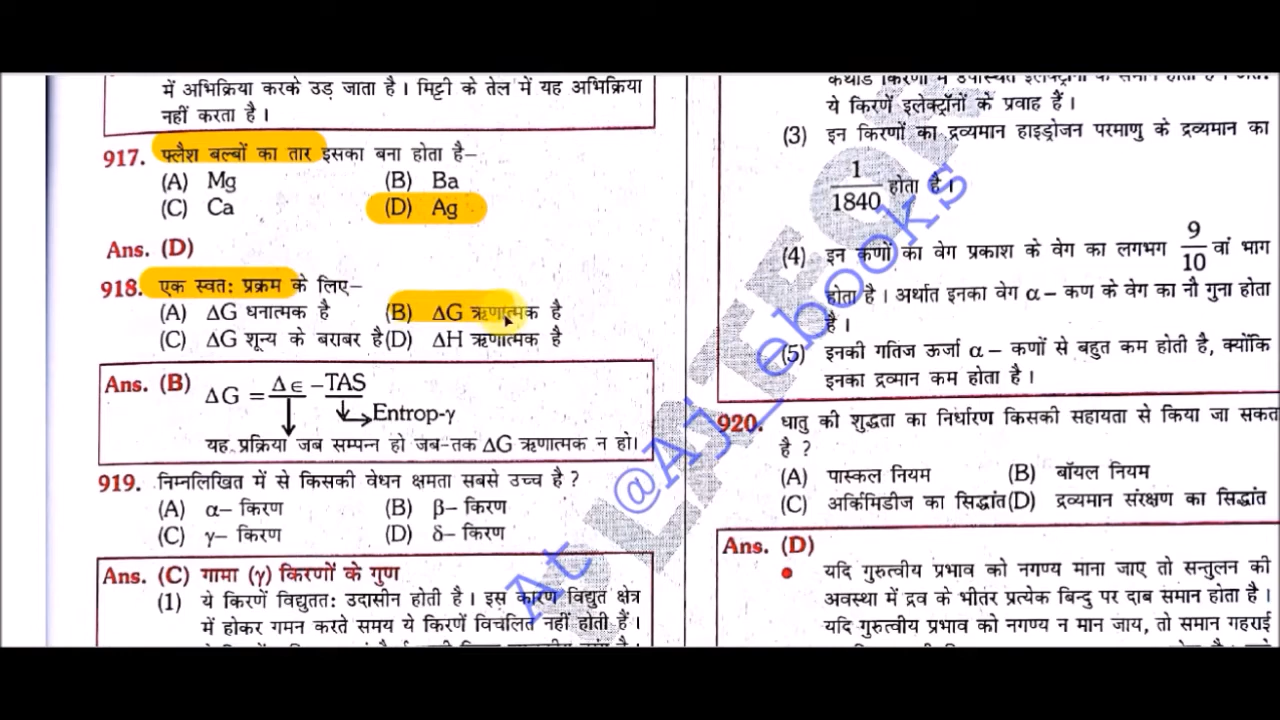 में अभिक्रिया करके उड़ जाता है। मिट्टी के तेल में यह अभिक्रिया
नहीं करता है।
917. फ्लैश बल्बों का तार इसका बना होता है–
(A) Mg (B) Ba
(C) Ca (D) Ag
Ans. (D)
918. एक स्वतः प्रक्रम के लिए–
(A) ΔG धनात्मक है (B) ΔG ऋणात्मक है
(C) ΔG शून्य के बराबर है (D) ΔH ऋणात्मक है
Ans. (B) ΔG = Δ∈ –TAS
Entrop-γ
यह प्रक्रिया जब सम्पन्न हो जब-तक ΔG ऋणात्मक न हो।
919. निम्नलिखित में से किसकी वेधन क्षमता सबसे उच्च है ?
(A) α– किरण (B) β– किरण
(C) γ– किरण (D) δ– किरण
Ans. (C) गामा (γ) किरणों के गुण
(1) ये किरणें विद्युततः उदासीन होती है। इस कारण विद्युत क्षेत्र
में होकर गमन करते समय ये किरणें विचलित नहीं होती हैं।
ये किरणें इलेक्ट्रॉनों के प्रवाह हैं।
(3) इन किरणों का द्रव्यमान हाइड्रोजन परमाणु के द्रव्यमान का
1/1840 होता है।
(4) इन कणों का वेग प्रकाश के वेग का लगभग 9/10 वां भाग
होता है। अर्थात इनका वेग α – कण के वेग का नौ गुना होता
है।
(5) इनकी गतिज ऊर्जा α – कणों से बहुत कम होती है, क्योंकि
इनका द्रव्मान कम होता है।
920. धातु की शुद्धता का निर्धारण किसकी सहायता से किया जा सकत
है ?
(A) पास्कल नियम (B) बॉयल नियम
(C) अर्किमिडीज का सिद्धांत (D) द्रव्यमान संरक्षण का सिद्धांत
Ans. (D)
यदि गुरुत्वीय प्रभाव को नगण्य माना जाए तो सन्तुलन की
अवस्था में द्रव के भीतर प्रत्येक बिन्दु पर दाब समान होता है।
यदि गुरुत्वीय प्रभाव को नगण्य न मान जाय, तो समान गहराई
At @Aj_ebooks